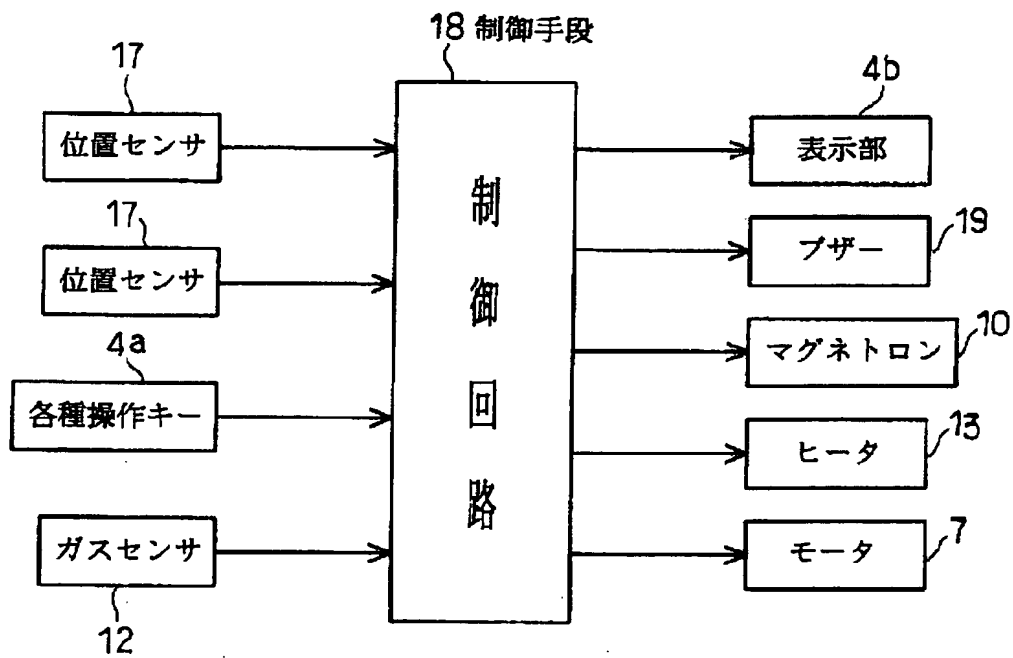 18 制御手段
17
位置センサ
17
位置センサ
4a
各種操作キー
ガスセンサ
12
制御回路
4b
表示部
19
ブザー
10
マグネトロン
13
ヒータ
7
モータ